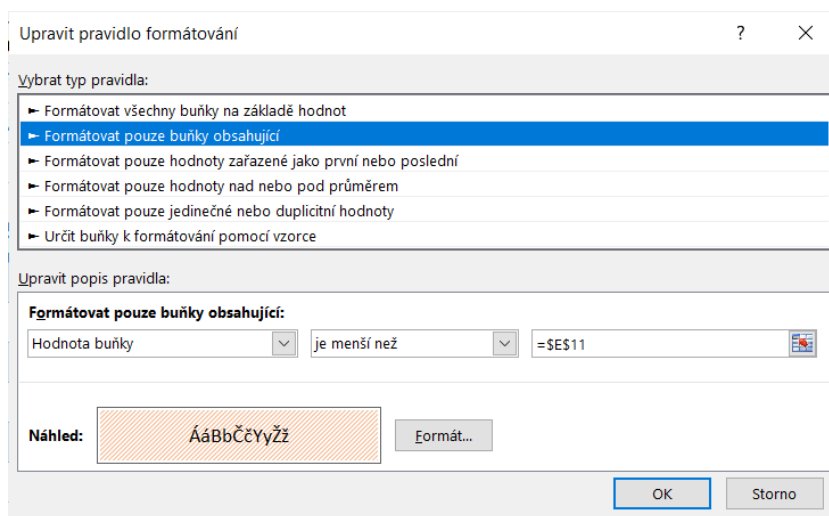 Upravit pravidlo formátování
?
Vybrat typ pravidla:
► Formátovat všechny buňky na základě hodnot
► Formátovat pouze buňky obsahující
► Formátovat pouze hodnoty zařazené jako první nebo poslední
► Formátovat pouze hodnoty nad nebo pod průměrem
► Formátovat pouze jedinečné nebo duplicitní hodnoty
► Určit buňky k formátování pomocí vzorce
Upravit popis pravidla:
Formátovat pouze buňky obsahující:
Hodnota buňky je menší než =$E$11
Náhled: ÁáBbČčYyŽž Formát...
OK Storno